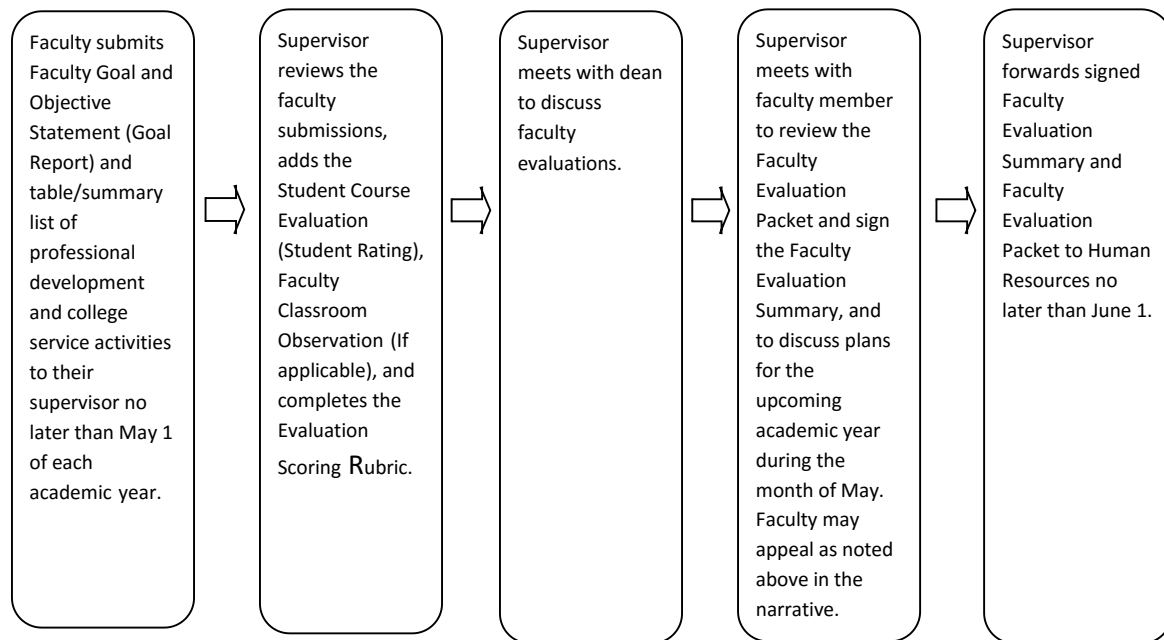 Faculty submits
Faculty Goal and
Objective
Statement (Goal
Report) and
table/summary
list of
professional
development
and college
service activities
to their
supervisor no
later than May 1
of each
academic year.
Supervisor
reviews the
faculty
submissions,
adds the
Student Course
Evaluation
(Student Rating),
Faculty
Classroom
Observation (If
applicable), and
completes the
Evaluation
Scoring Rubric.
Supervisor
meets with dean
to discuss
faculty
evaluations.
Supervisor
meets with
faculty member
to review the
Faculty
Evaluation
Packet and sign
the Faculty
Evaluation
Summary, and
to discuss plans
for the
upcoming
academic year
during the
month of May.
Faculty may
appeal as noted
above in the
narrative.
Supervisor
forwards signed
Faculty
Evaluation
Summary and
Faculty
Evaluation
Packet to Human
Resources no
later than June 1.